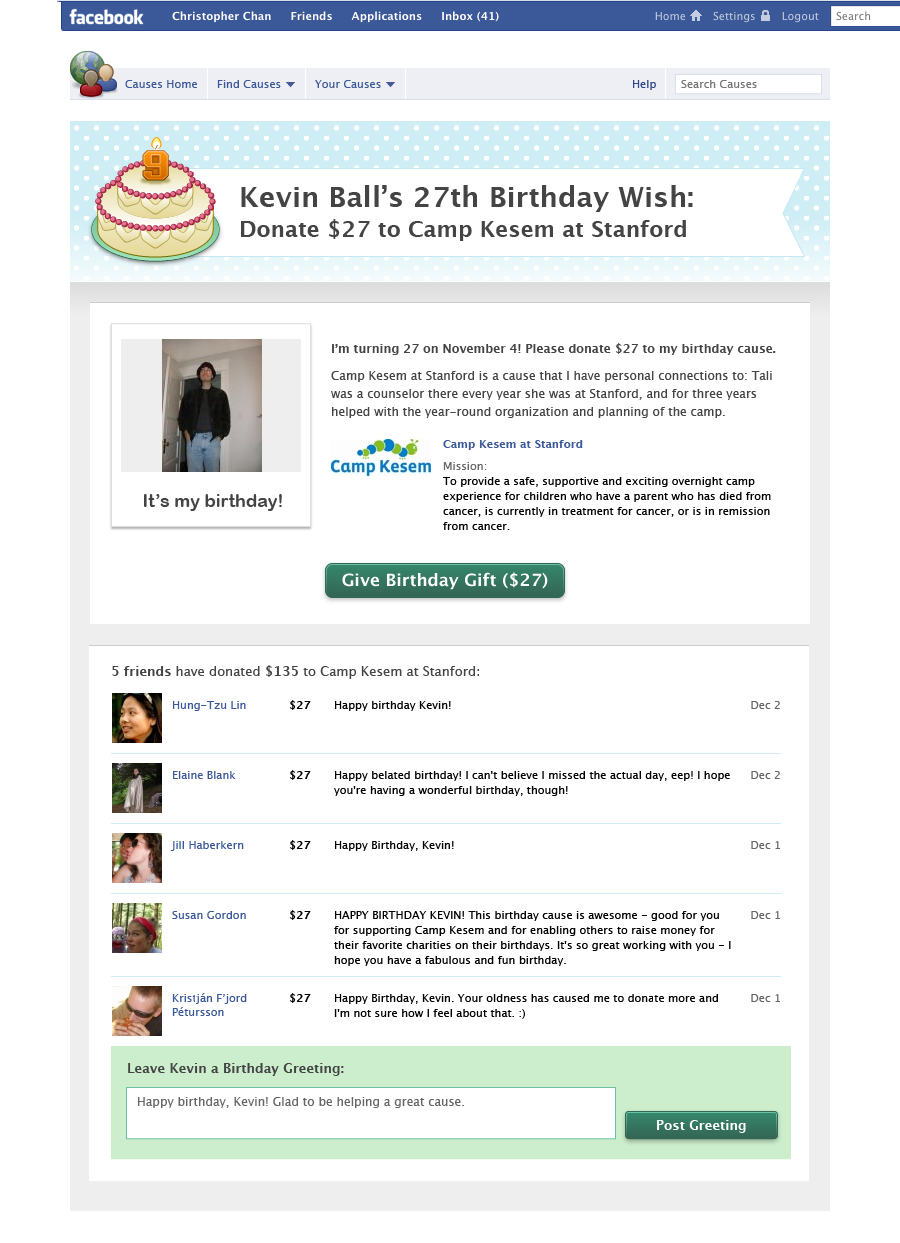 facebook Christopher Chan Friends Applications Inbox (41) Home Settings Logout Search
Causes Home Find Causes Your Causes Help Search Causes
9
Kevin Ball's 27th Birthday Wish:
Donate $27 to Camp Kesem at Stanford
I'm turning 27 on November 4! Please donate $27 to my birthday cause.
Camp Kesem at Stanford is a cause that I have personal connections to: Tali
was a counselor there every year she was at Stanford, and for three years
helped with the year-round organization and planning of the camp.
It's my birthday!
Camp Kesem
Camp Kesem at Stanford
Mission:
To provide a safe, supportive and exciting overnight camp
experience for children who have a parent who has died from
cancer, is currently in treatment for cancer, or is in remission
from cancer.
Give Birthday Gift ($27)
5 friends have donated $135 to Camp Kesem at Stanford:
Hung-Tzu Lin $27 Happy birthday Kevin! Dec 2
Elaine Blank $27 Happy belated birthday! I can't believe I missed the actual day, eep! I hope Dec 2
you're having a wonderful birthday, though!
Jill Haberkern $27 Happy Birthday, Kevin! Dec 1
Susan Gordon $27 HAPPY BIRTHDAY KEVIN! This birthday cause is awesome - good for you Dec 1
for supporting Camp Kesem and for enabling others to raise money for
their favorite charities on their birthdays. It's so great working with you - I
hope you have a fabulous and fun birthday.
Kristján F'jord $27 Happy Birthday, Kevin. Your oldness has caused me to donate more and Dec 1
Pétursson I'm not sure how I feel about that. :)
Leave Kevin a Birthday Greeting:
Happy birthday, Kevin! Glad to be helping a great cause.
Post Greeting